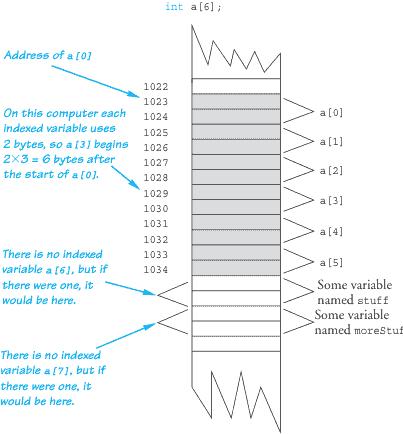 int a[6];
Address of a[0]
1022
1023
1024
1025
1026
1027
1028
1029
1030
1031
1032
1033
1034
On this computer each
indexed variable uses
2 bytes, so a[3] begins
2×3 = 6 bytes after
the start of a[0].
There is no indexed
variable a[6], but if
there were one, it
would be here.
There is no indexed
variable a[7], but if
there were one, it
would be here.
a[0]
a[1]
a[2]
a[3]
a[4]
a[5]
Some variable
named stuff
Some variable
named moreStuf